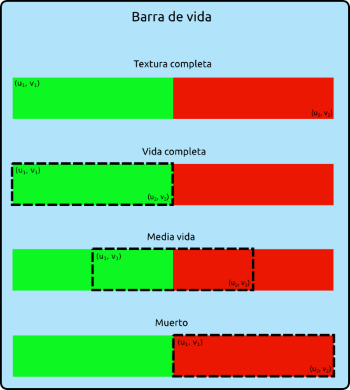 Barra de vida
Textura completa
(u₁, v₁)
(u₂, v₂)
Vida completa
(u₁, v₁)
(u₂, v₂)
Media vida
(u₁, v₁)
(u₂, v₂)
Muerto
(u₁, v₁)
(u₂, v₂)